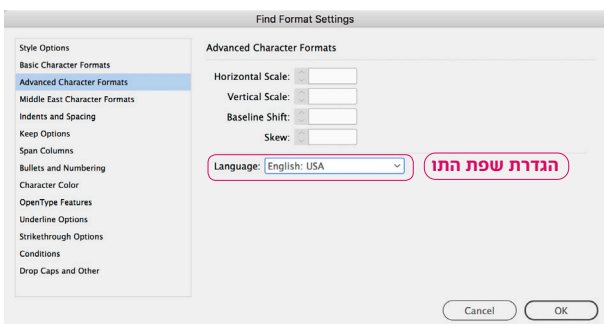 Find Format Settings
Style Options
Basic Character Formats
Advanced Character Formats
Middle East Character Formats
Indents and Spacing
Keep Options
Span Columns
Bullets and Numbering
Character Color
OpenType Features
Underline Options
Strikethrough Options
Conditions
Drop Caps and Other
Advanced Character Formats
Horizontal Scale:
Vertical Scale:
Baseline Shift:
Skew:
Language: English: USA
הגדרת שפת התו
Cancel
OK